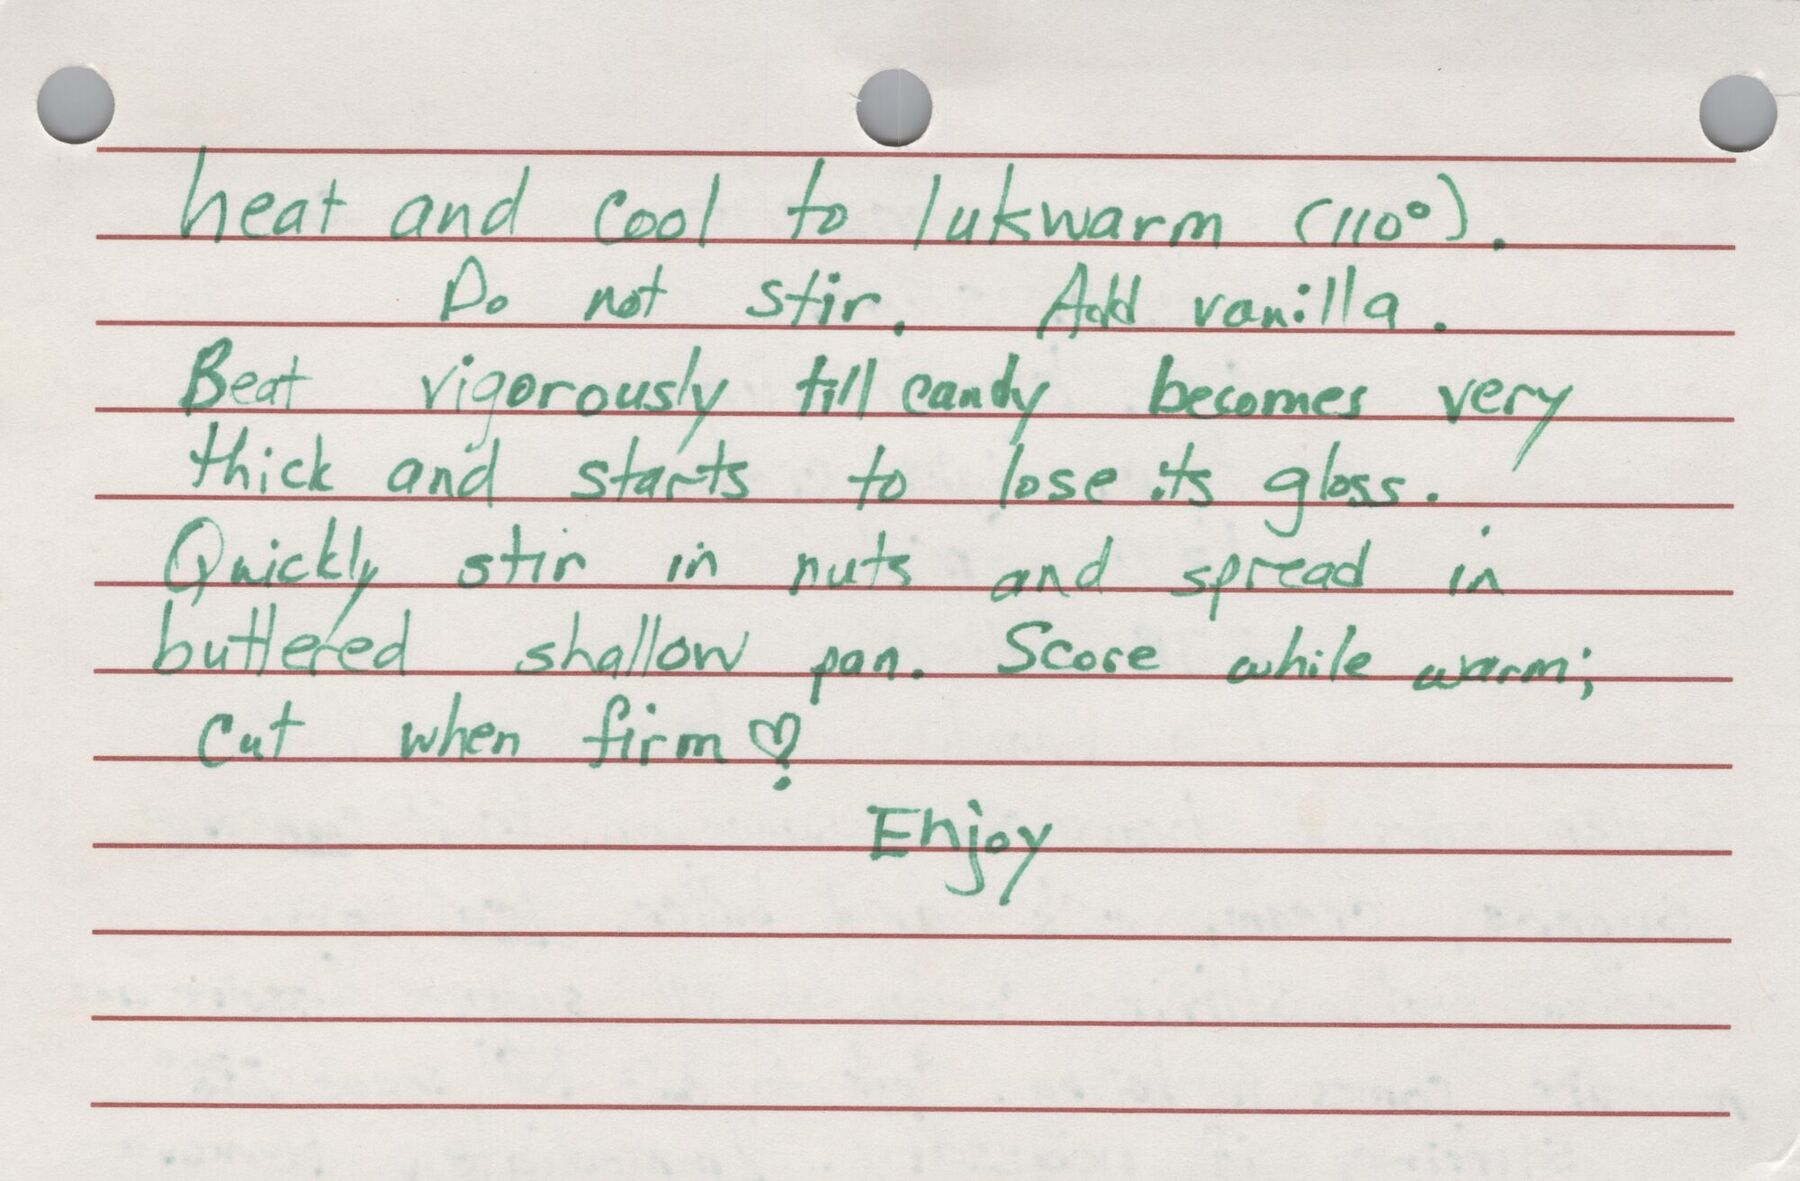 heat and cool to lukwarm (110°).
Do not stir. Add vanilla.
Beat vigorously till candy becomes very
thick and starts to lose its gloss.
Quickly stir in nuts and spread in
buttered shallow pan. Score while warm;
cut when firm♡.
Enjoy